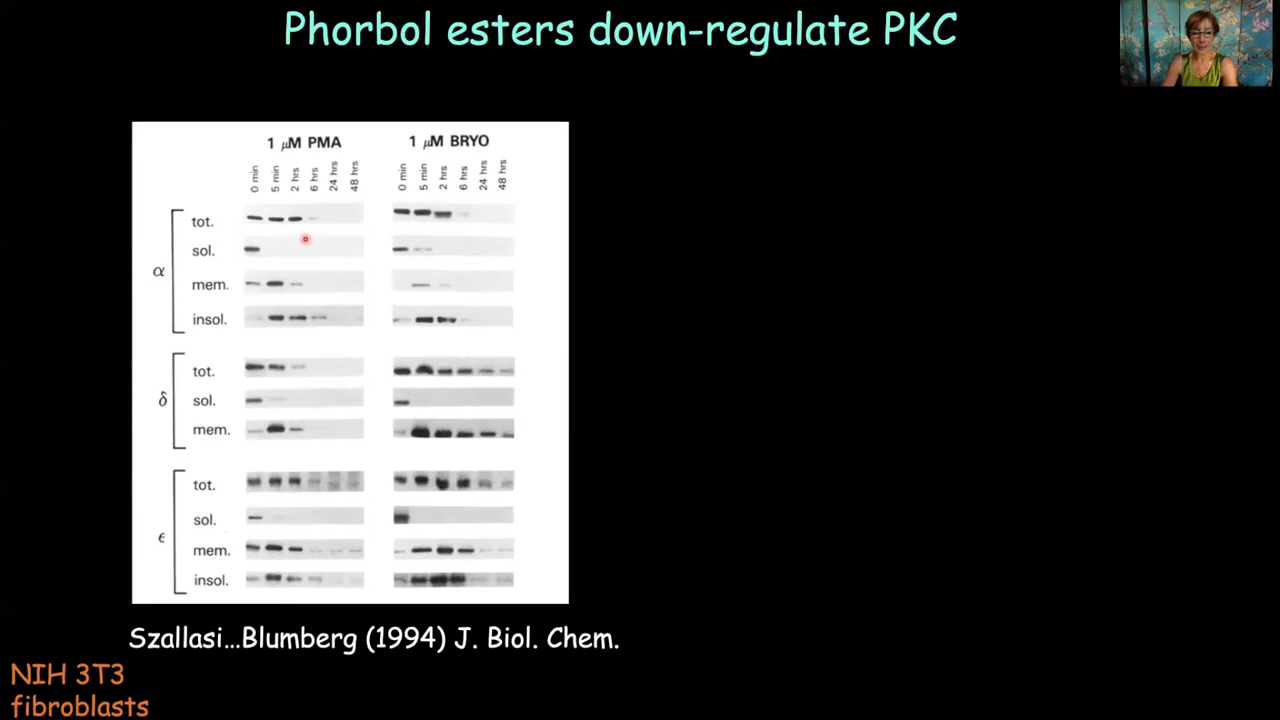 Phorbol esters down-regulate PKC
1 μM PMA
1 μM BRYO
0 min
5 min
2 hrs
6 hrs
24 hrs
48 hrs
0 min
5 min
2 hrs
6 hrs
24 hrs
48 hrs
α
tot.
sol.
mem.
insol.
δ
tot.
sol.
mem.
ϵ
tot.
sol.
mem.
insol.
Szallasi...Blumberg (1994) J. Biol. Chem.
NIH 3T3
fibroblasts